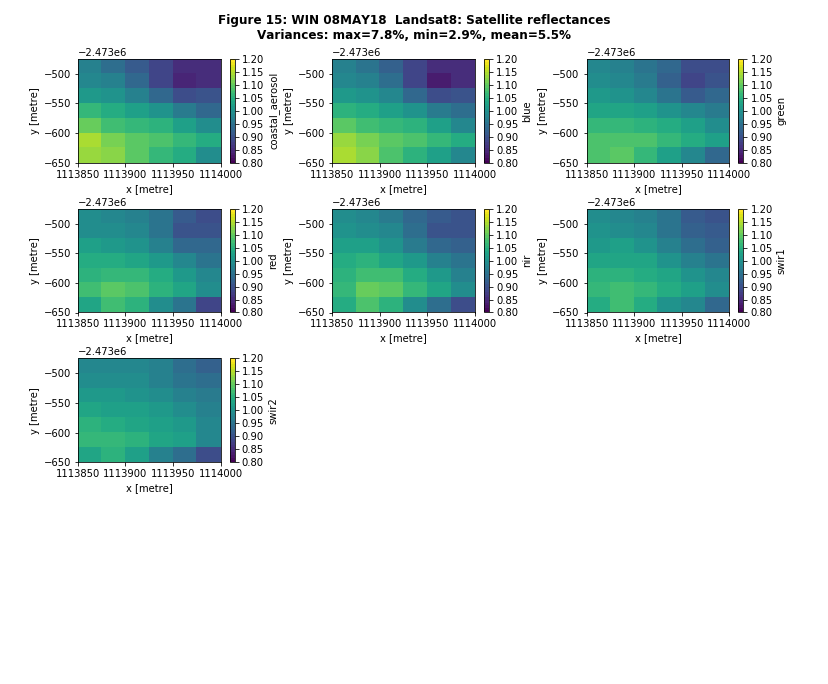 Figure 15: WIN 08MAY18  Landsat8: Satellite reflectances
Variances: max=7.8%, min=2.9%, mean=5.5%
−2.473e6
−500
−550
−600
−650
y [metre]
1113850 1113900 1113950 1114000
x [metre]
1.20
1.15
1.10
1.05
1.00
0.95
0.90
0.85
0.80
coastal_aerosol
−2.473e6
−500
−550
−600
−650
y [metre]
1113850 1113900 1113950 1114000
x [metre]
1.20
1.15
1.10
1.05
1.00
0.95
0.90
0.85
0.80
blue
−2.473e6
−500
−550
−600
−650
y [metre]
1113850 1113900 1113950 1114000
x [metre]
1.20
1.15
1.10
1.05
1.00
0.95
0.90
0.85
0.80
green
−2.473e6
−500
−550
−600
−650
y [metre]
1113850 1113900 1113950 1114000
x [metre]
1.20
1.15
1.10
1.05
1.00
0.95
0.90
0.85
0.80
red
−2.473e6
−500
−550
−600
−650
y [metre]
1113850 1113900 1113950 1114000
x [metre]
1.20
1.15
1.10
1.05
1.00
0.95
0.90
0.85
0.80
nir
−2.473e6
−500
−550
−600
−650
y [metre]
1113850 1113900 1113950 1114000
x [metre]
1.20
1.15
1.10
1.05
1.00
0.95
0.90
0.85
0.80
swir1
−2.473e6
−500
−550
−600
−650
y [metre]
1113850 1113900 1113950 1114000
x [metre]
1.20
1.15
1.10
1.05
1.00
0.95
0.90
0.85
0.80
swir2